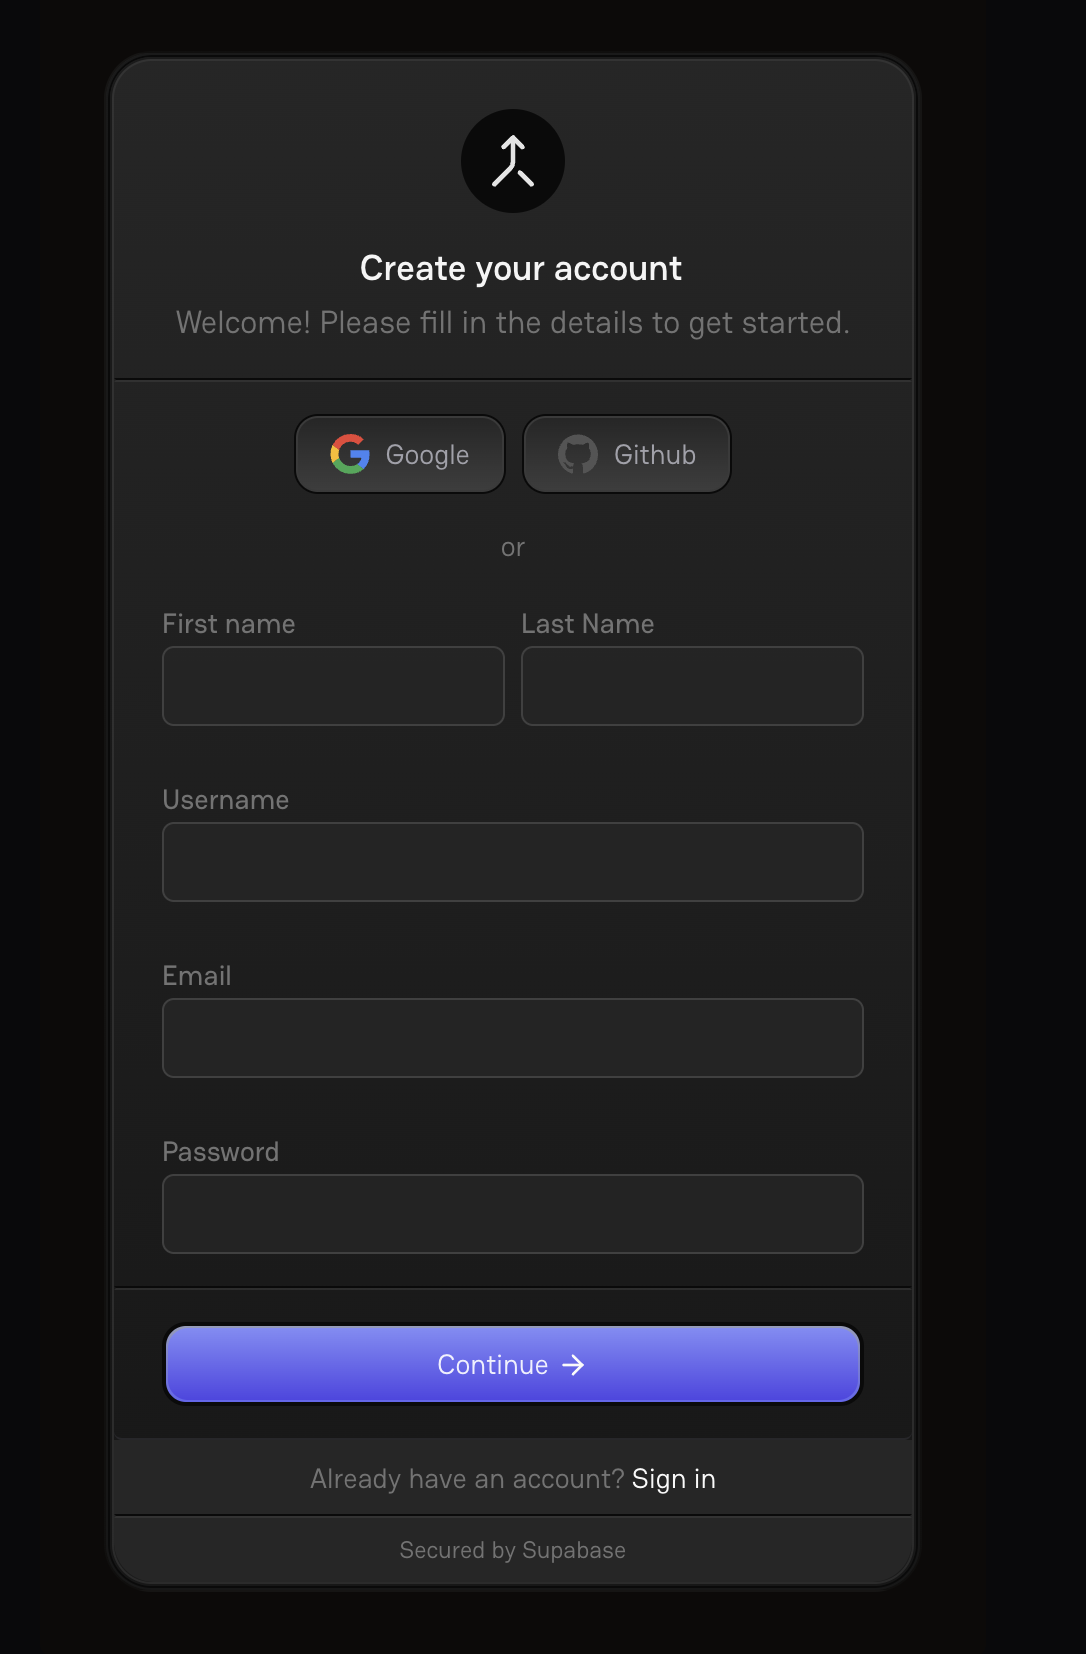 Create your account
Welcome! Please fill in the details to get started.
Google Github
or
First name Last Name
Username
Email
Password
Continue →
Already have an account? Sign in
Secured by Supabase